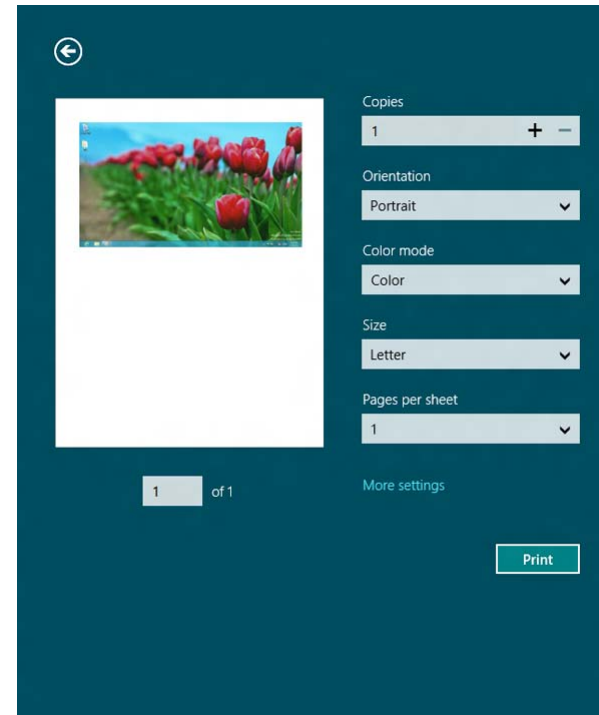 Copies
1
Orientation
Portrait
Color mode
Color
Size
Letter
Pages per sheet
1
1 of 1
More settings
Print